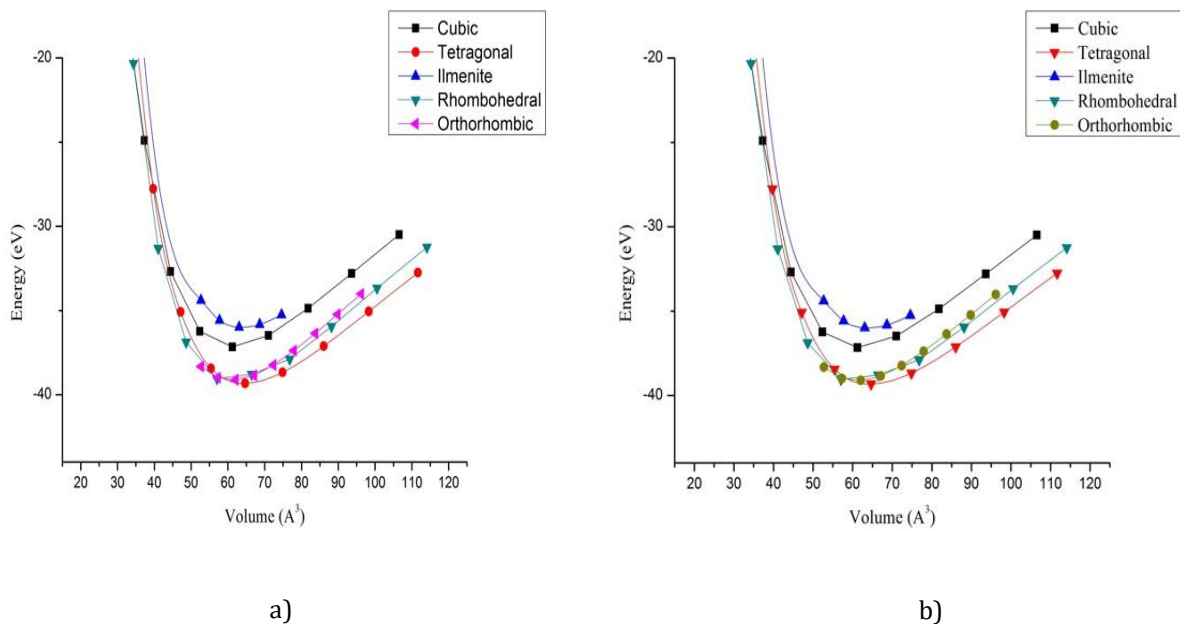 Cubic
Tetragonal
Ilmenite
Rhombohedral
Orthorhombic
-20
-30
-40
Energy (eV)
20 30 40 50 60 70 80 90 100 110 120
Volume (A³)
a)
Cubic
Tetragonal
Ilmenite
Rhombohedral
Orthorhombic
-20
-30
-40
Energy (eV)
20 30 40 50 60 70 80 90 100 110 120
Volume (A³)
b)